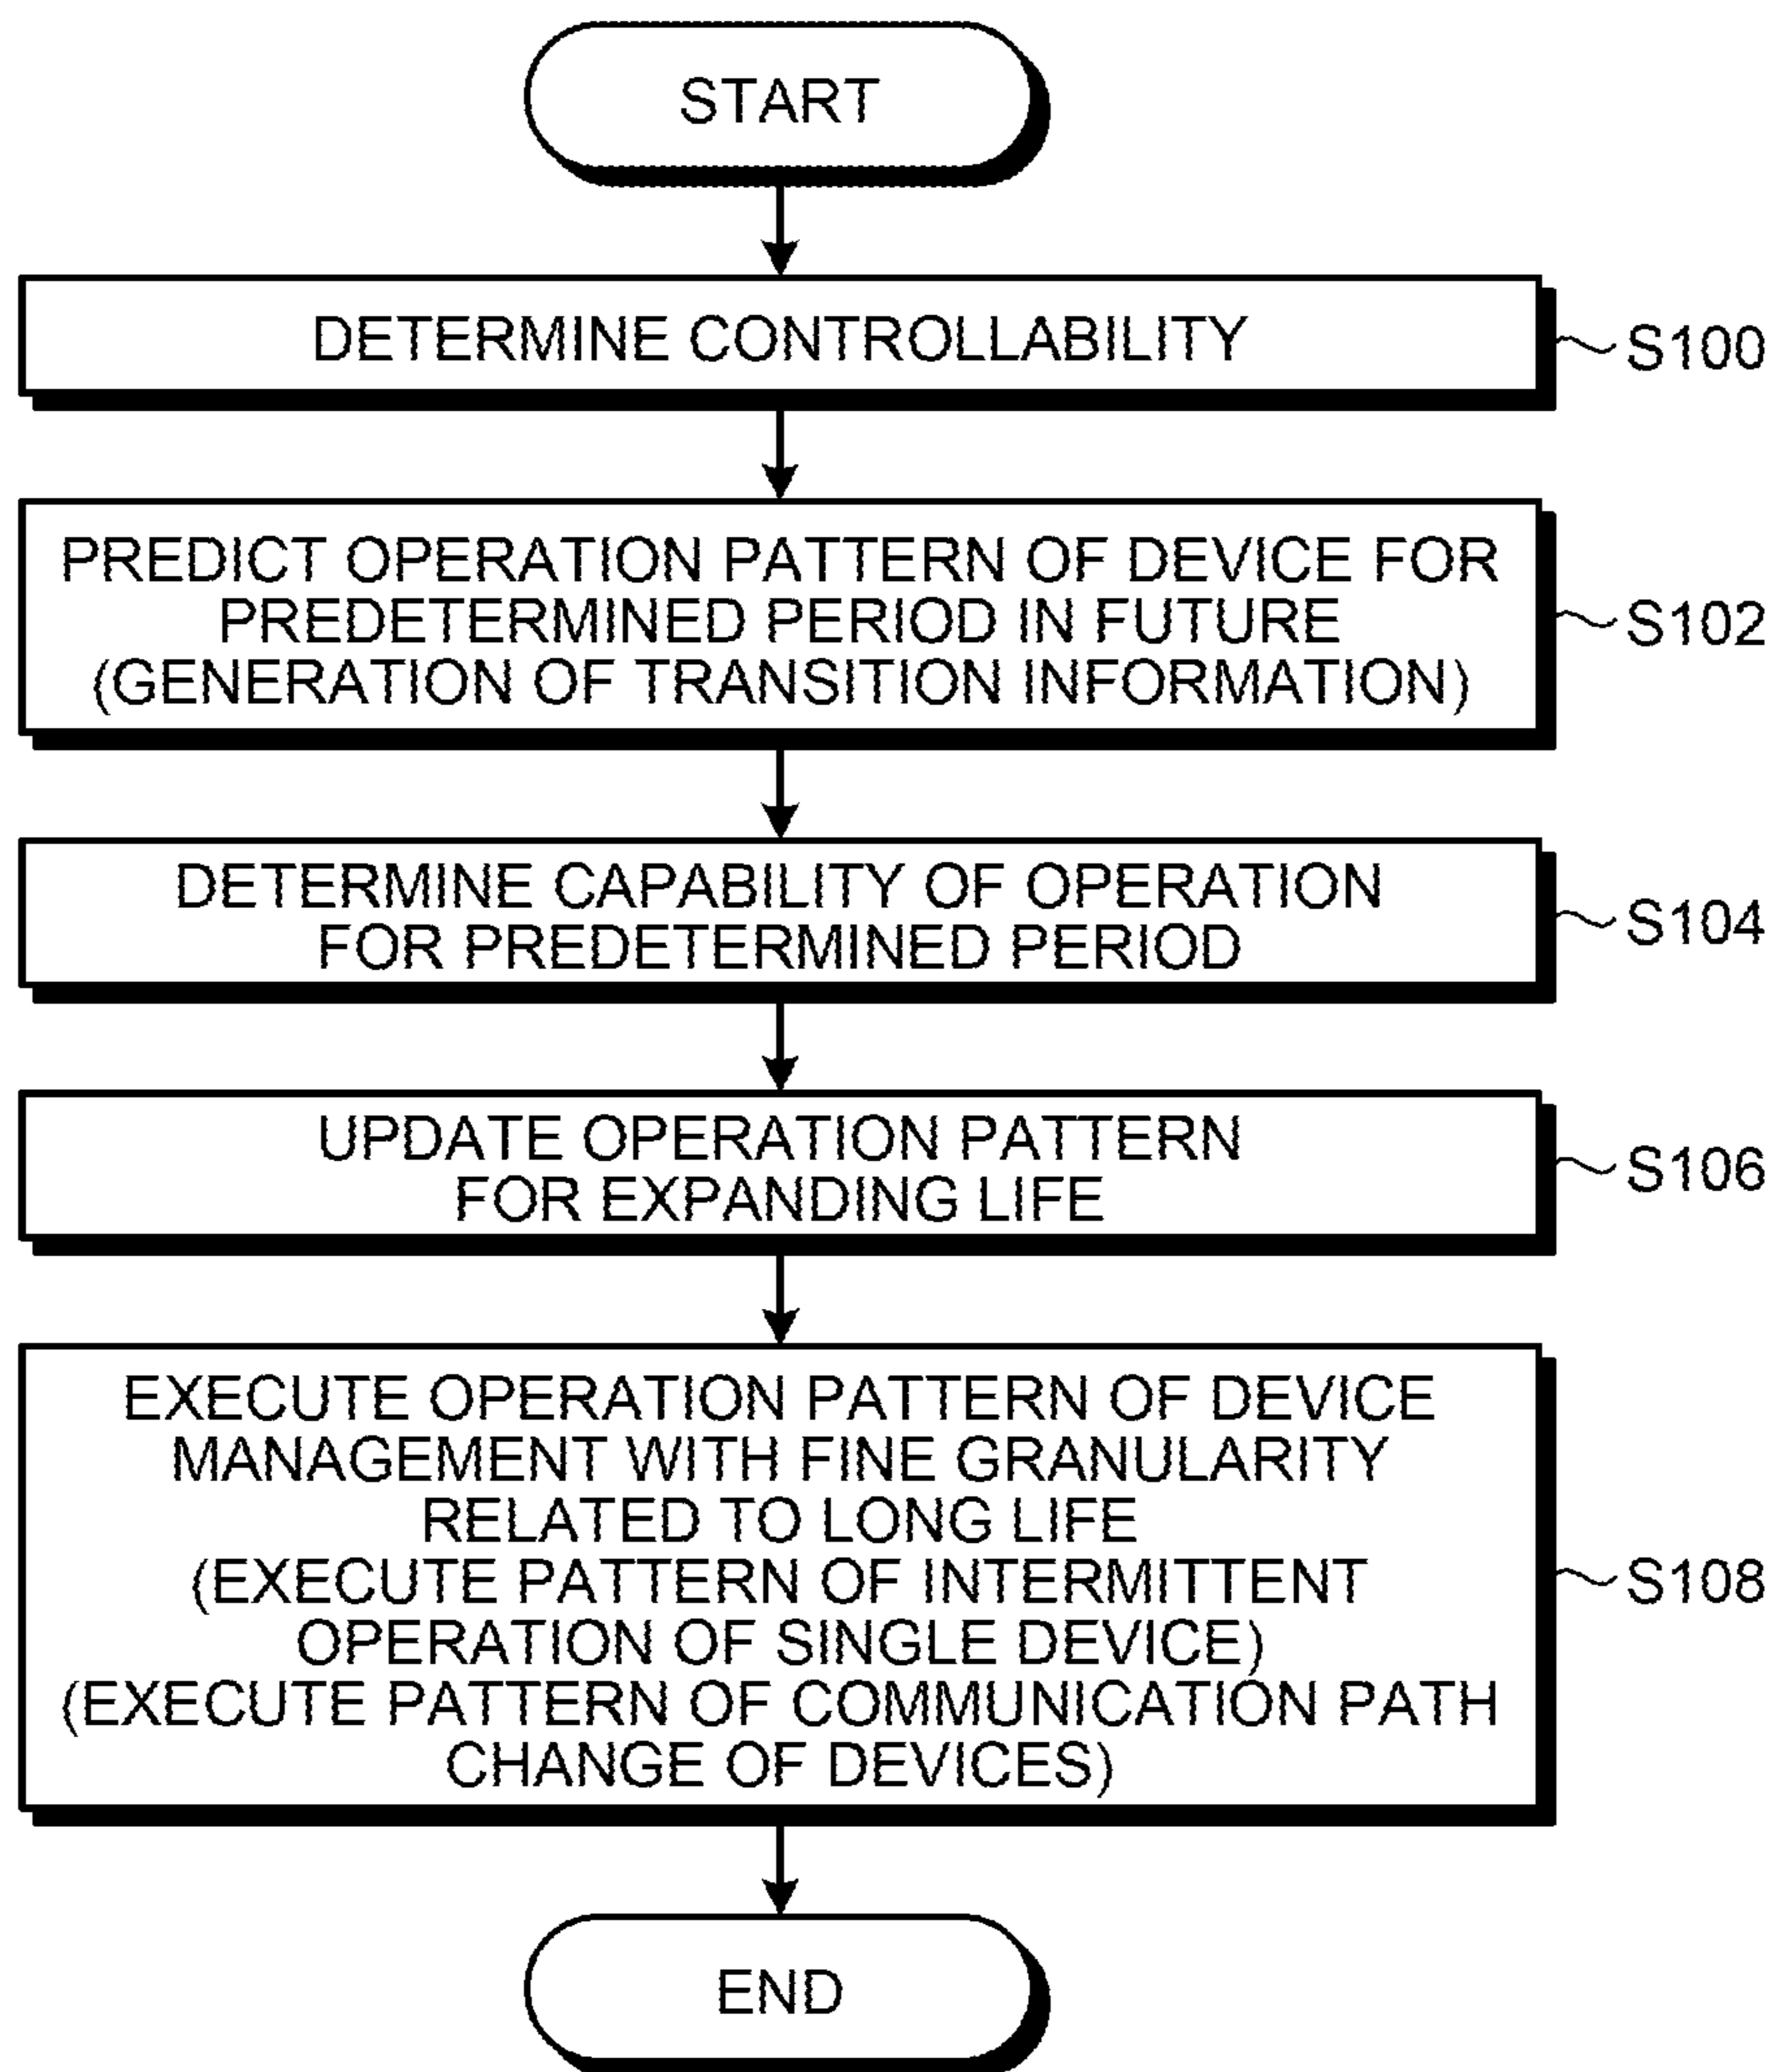 START
DETERMINE CONTROLLABILITY
S100
PREDICT OPERATION PATTERN OF DEVICE FOR
PREDETERMINED PERIOD IN FUTURE
(GENERATION OF TRANSITION INFORMATION)
S102
DETERMINE CAPABILITY OF OPERATION
FOR PREDETERMINED PERIOD
S104
UPDATE OPERATION PATTERN
FOR EXPANDING LIFE
S106
EXECUTE OPERATION PATTERN OF DEVICE
MANAGEMENT WITH FINE GRANULARITY
RELATED TO LONG LIFE
(EXECUTE PATTERN OF INTERMITTENT
OPERATION OF SINGLE DEVICE)
(EXECUTE PATTERN OF COMMUNICATION PATH
CHANGE OF DEVICES)
S108
END